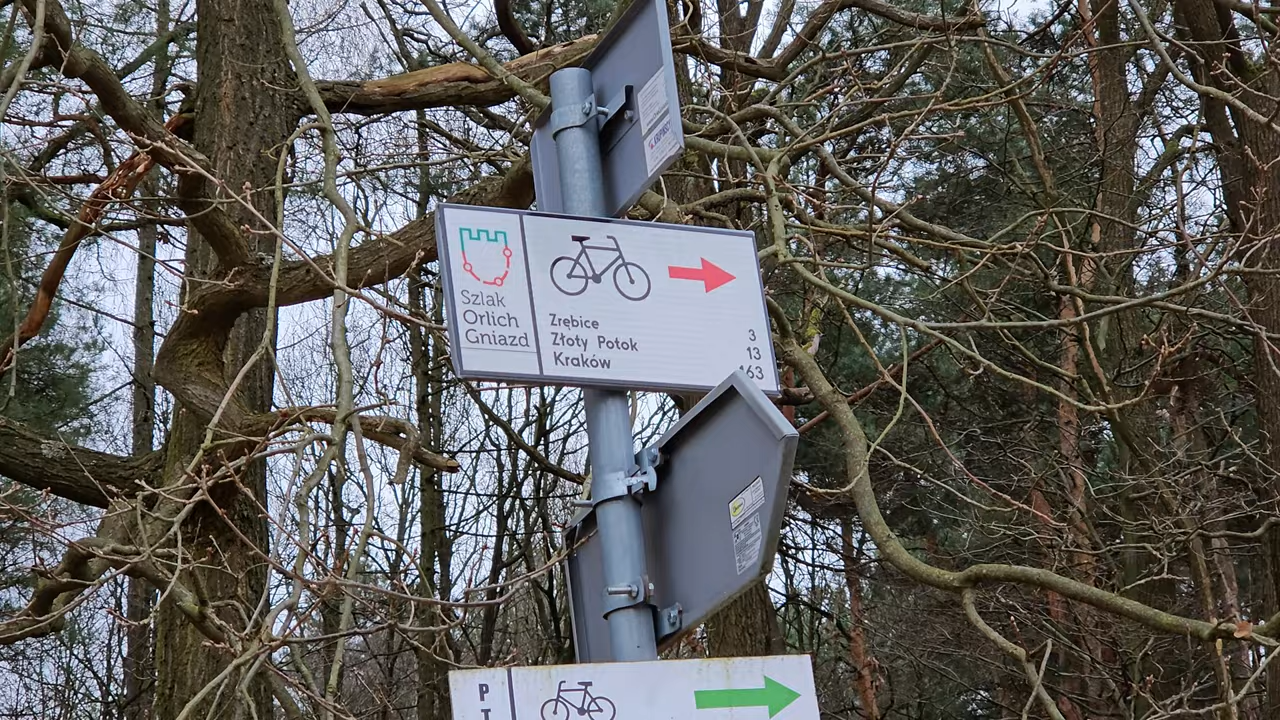 Szlak
Orlich
Gniazd
Zrębice 3
Złoty Potok 13
Kraków 163
P
T